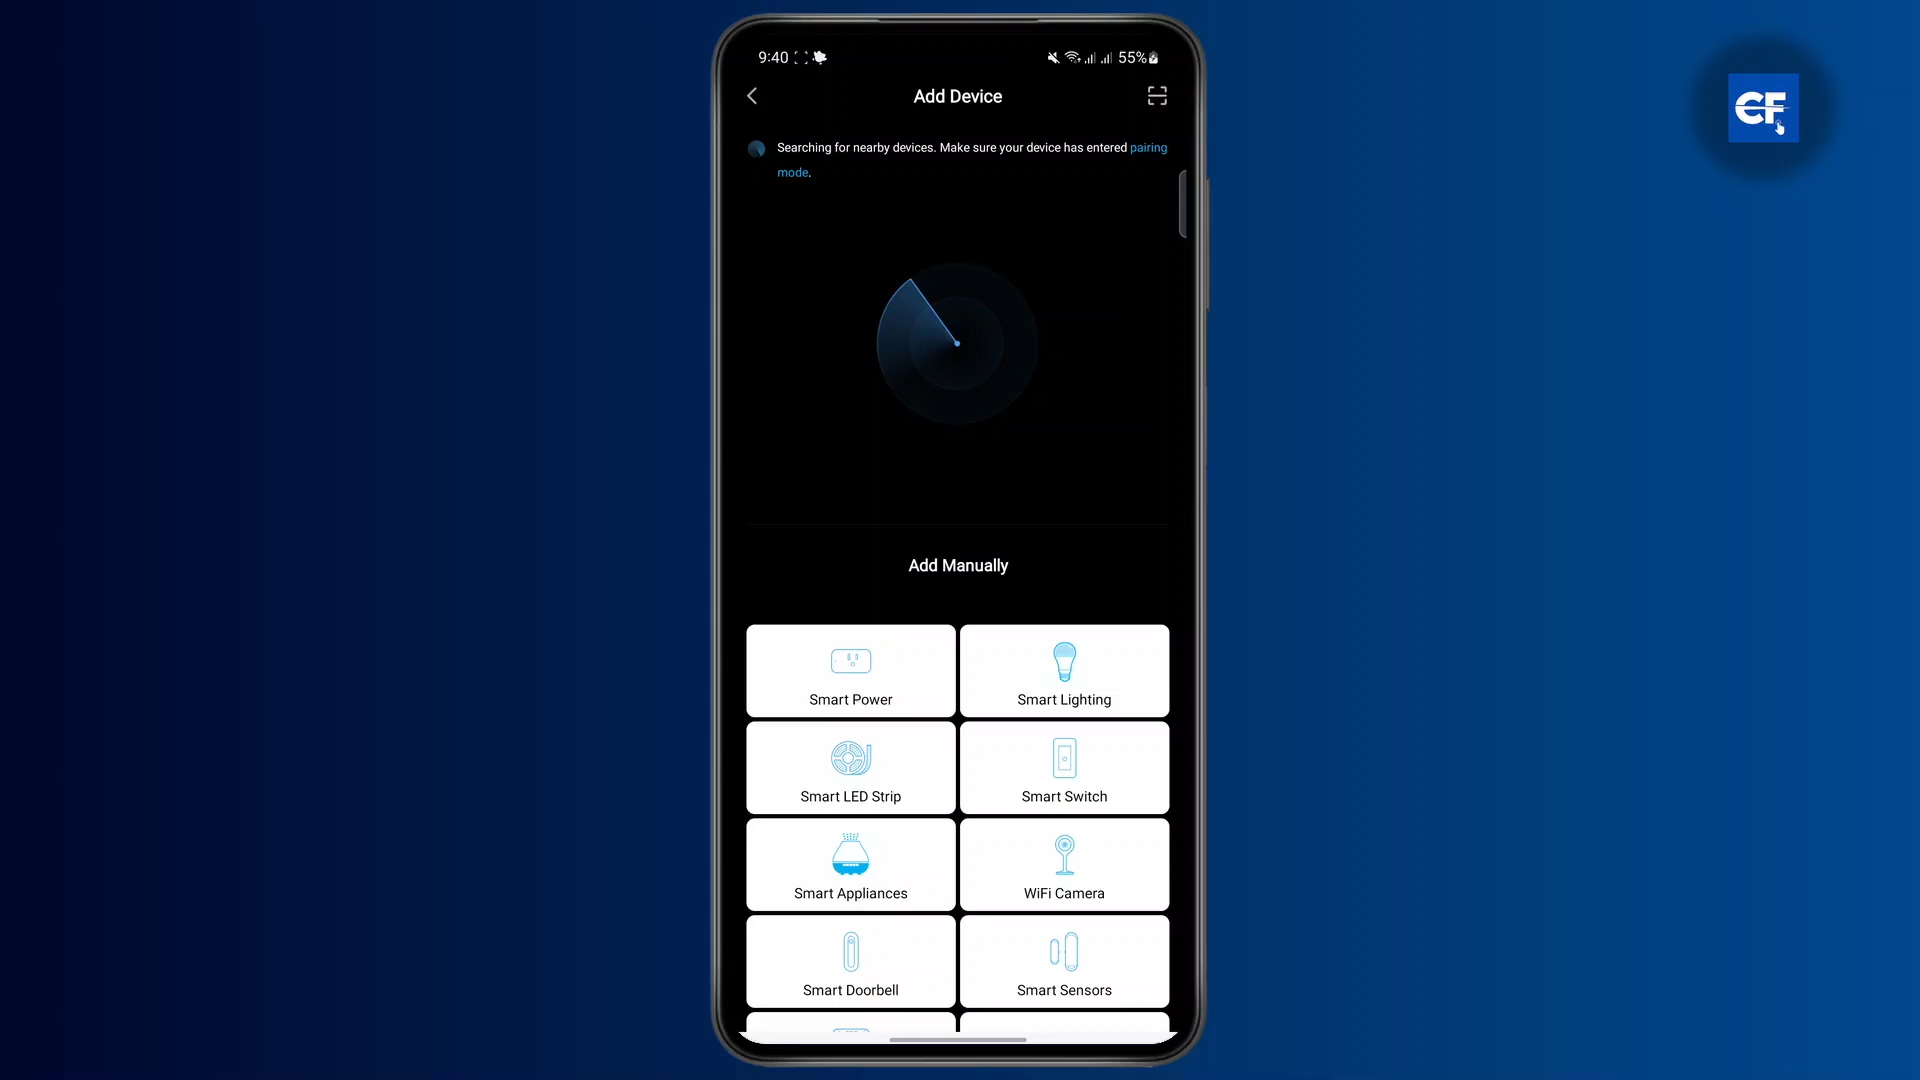 9:40 55%
CF
Add Device
Searching for nearby devices. Make sure your device has entered pairing
mode.
Add Manually
Smart Power Smart Lighting
Smart LED Strip Smart Switch
Smart Appliances WiFi Camera
Smart Doorbell Smart Sensors